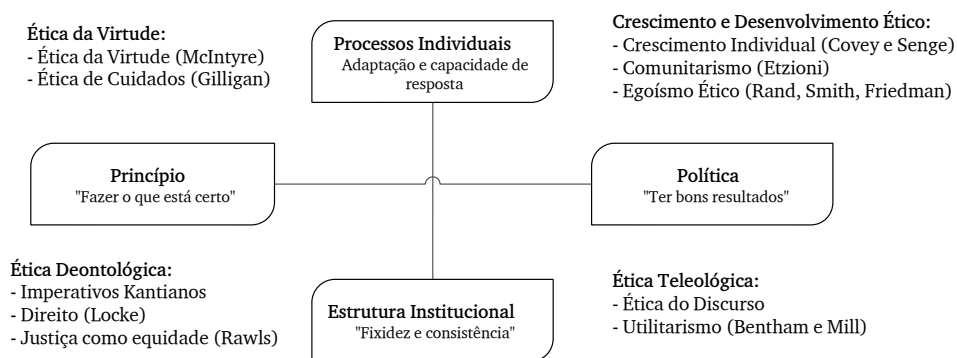 Ética da Virtude:
- Ética da Virtude (McIntyre)
- Ética de Cuidados (Gilligan)
Processos Individuais
Adaptação e capacidade de
resposta
Crescimento e Desenvolvimento Ético:
- Crescimento Individual (Covey e Senge)
- Comunitarismo (Etzioni)
- Egoísmo Ético (Rand, Smith, Friedman)
Princípio
"Fazer o que está certo"
Política
"Ter bons resultados"
Ética Deontológica:
- Imperativos Kantianos
- Direito (Locke)
- Justiça como equidade (Rawls)
Estrutura Institucional
"Fixidez e consistência"
Ética Teleológica:
- Ética do Discurso
- Utilitarismo (Bentham e Mill)